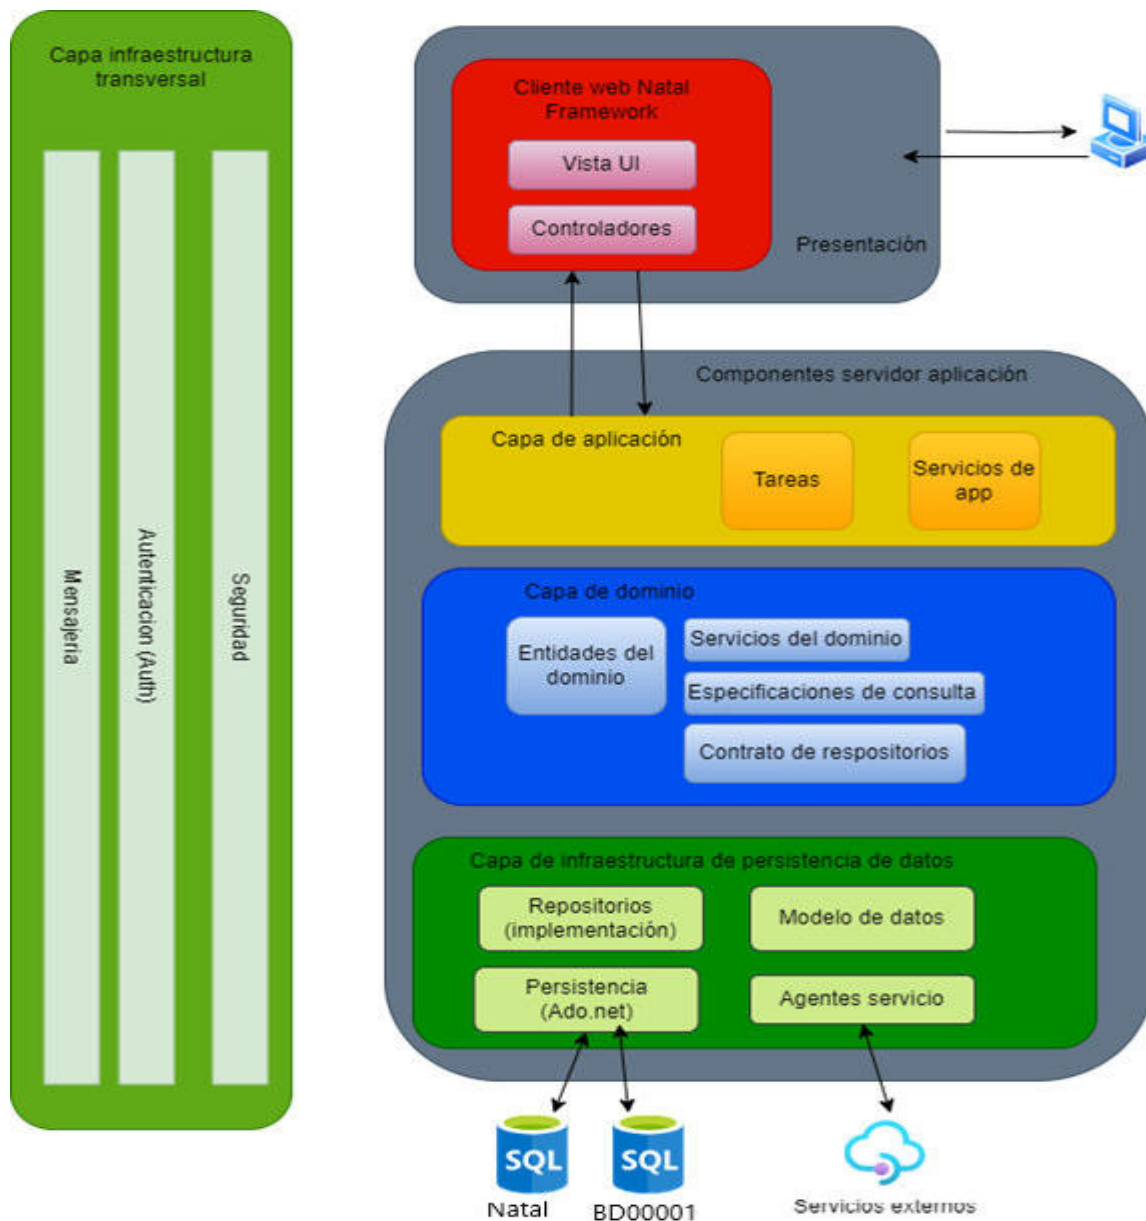 Capa infraestructura
transversal
Mensajeria
Autenticacion (Auth)
Seguridad
Cliente web Natal
Framework
Vista UI
Controladores
Presentación
Componentes servidor aplicación
Capa de aplicación
Tareas
Servicios de
app
Capa de dominio
Entidades del
dominio
Servicios del dominio
Especificaciones de consulta
Contrato de respositorios
Capa de infraestructura de persistencia de datos
Repositorios
(implementación)
Modelo de datos
Persistencia
(Ado.net)
Agentes servicio
SQL
Natal
SQL
BD00001
Servicios externos